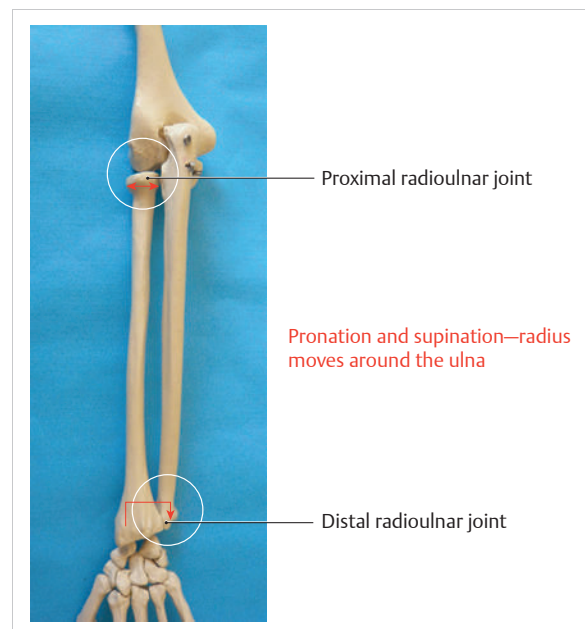 Proximal radioulnar joint
Pronation and supination—radius
moves around the ulna
Distal radioulnar joint